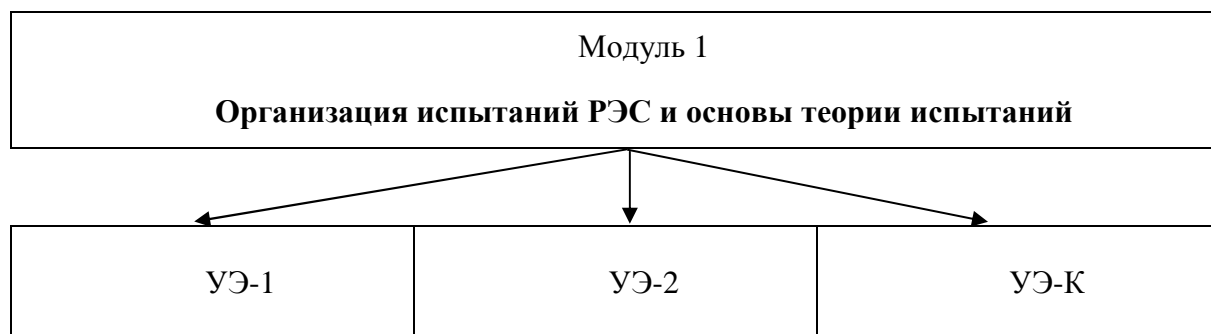 Модуль 1
Организация испытаний РЭС и основы теории испытаний
УЭ-1 УЭ-2 УЭ-К